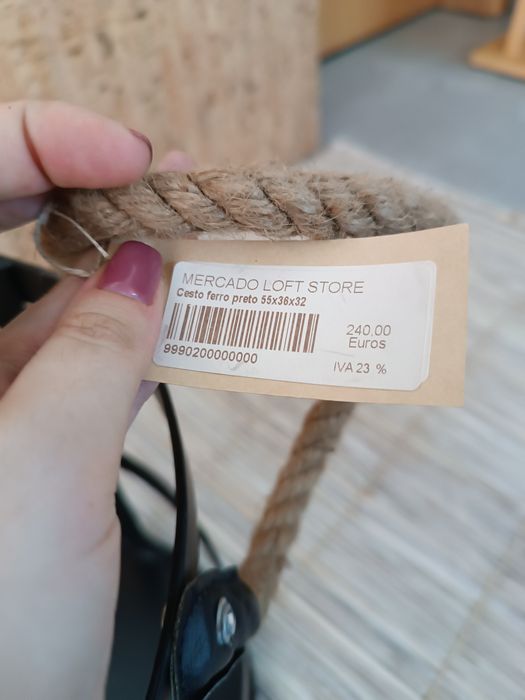 MERCADO LOFT STORE
Cesto ferro preto 55x36x32
240,00
Euros
9990200000000
IVA 23 %